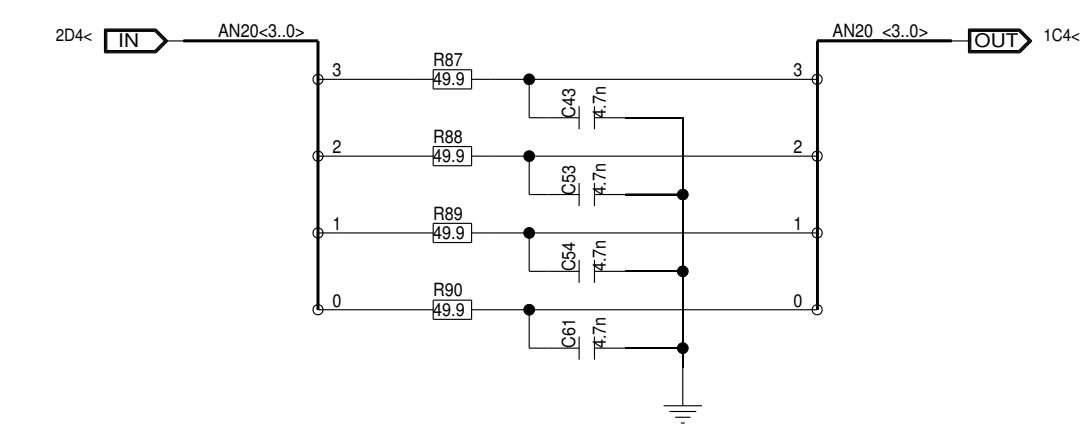 2D4< IN AN20<3..0> AN20_<3..0> OUT 1C4<
R87
3 49.9 3
C43 4.7n
R88
2 49.9 2
C53 4.7n
R89
1 49.9 1
C54 4.7n
R90
0 49.9 0
C61 4.7n